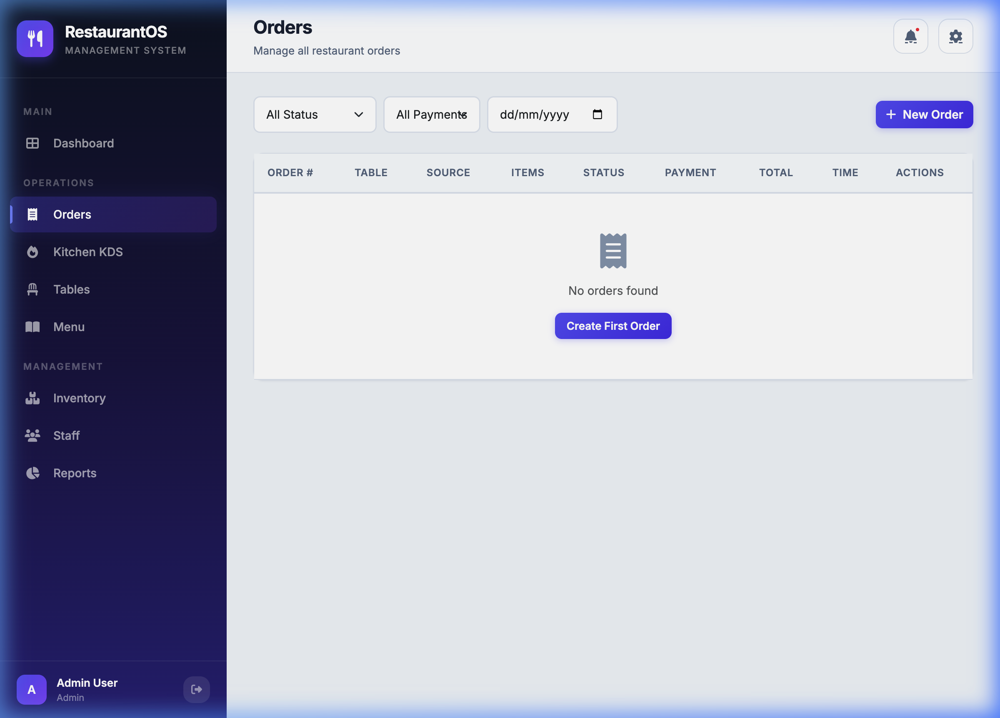 RestaurantOS
MANAGEMENT SYSTEM
MAIN
Dashboard
OPERATIONS
Orders
Kitchen KDS
Tables
Menu
MANAGEMENT
Inventory
Staff
Reports
A
Admin User
Admin
Orders
Manage all restaurant orders
All Status
All Payments
dd/mm/yyyy
New Order
ORDER # TABLE SOURCE ITEMS STATUS PAYMENT TOTAL TIME ACTIONS
No orders found
Create First Order